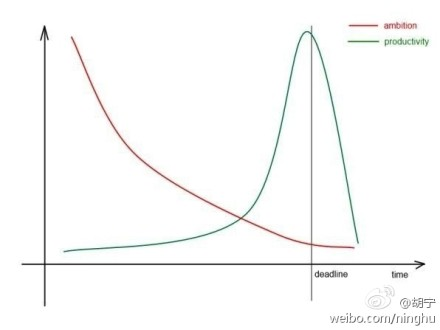 ambition
productivity
deadline
time
@胡宁
weibo.com/ninghu